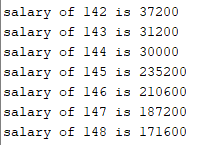 salary of 142 is 37200
salary of 143 is 31200
salary of 144 is 30000
salary of 145 is 235200
salary of 146 is 210600
salary of 147 is 187200
salary of 148 is 171600